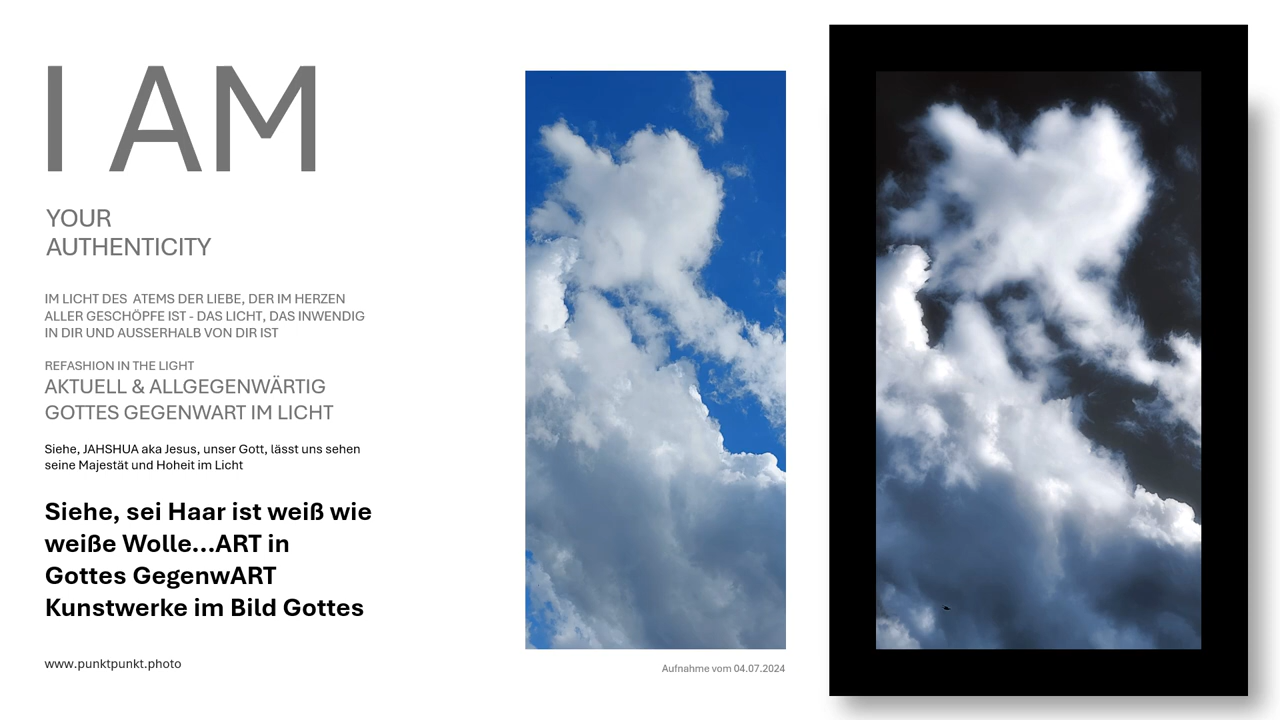 I AM
YOUR
AUTHENTICITY
IM LICHT DES  ATEMS DER LIEBE, DER IM HERZEN
ALLER GESCHÖPFE IST - DAS LICHT, DAS INWENDIG
IN DIR UND AUSSERHALB VON DIR IST
REFASHION IN THE LIGHT
AKTUELL & ALLGEGENWÄRTIG
GOTTES GEGENWART IM LICHT
Siehe, JAHSHUA aka Jesus, unser Gott, lässt uns sehen
seine Majestät und Hoheit im Licht
Siehe, sei Haar ist weiß wie
weiße Wolle...ART in
Gottes GegenwART
Kunstwerke im Bild Gottes
www.punktpunkt.photo
Aufnahme vom 04.07.2024